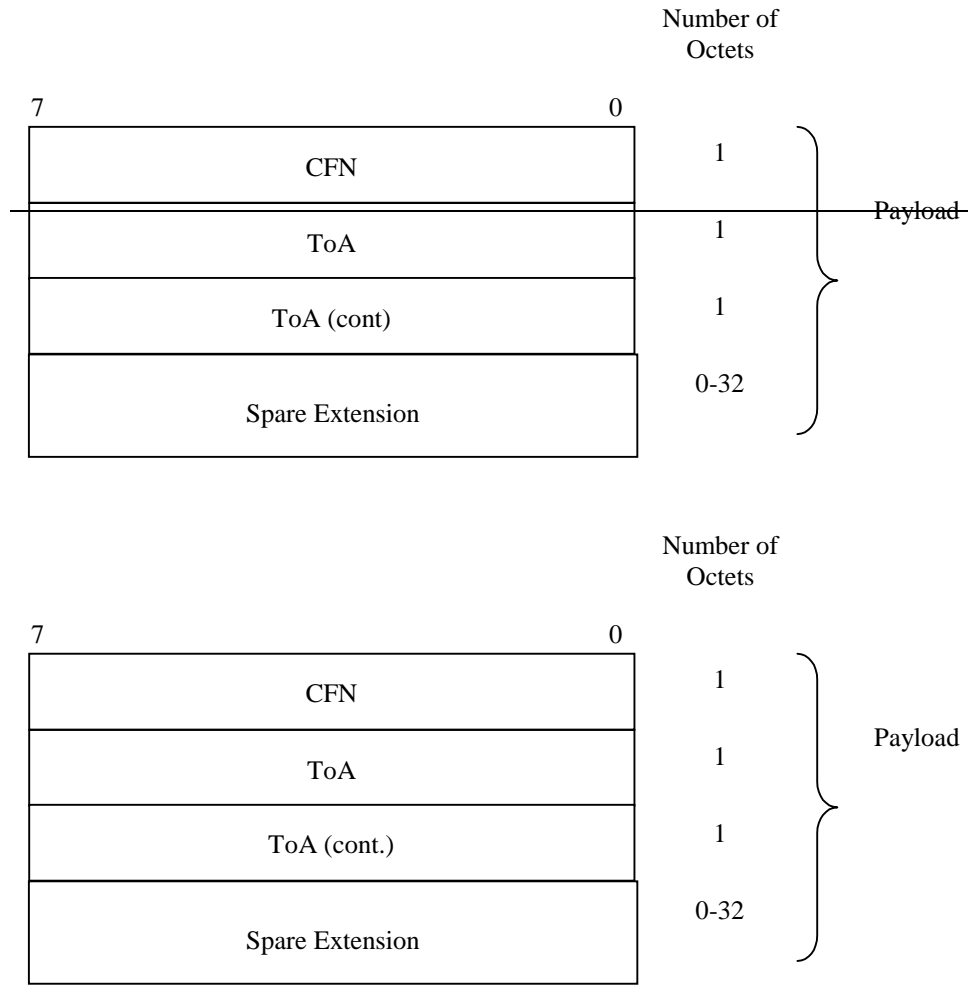 Number of
Octets
7 0
CFN 1
Payload
ToA 1
ToA (cont) 1
0-32
Spare Extension
Number of
Octets
7 0
CFN 1
Payload
ToA 1
ToA (cont.) 1
0-32
Spare Extension